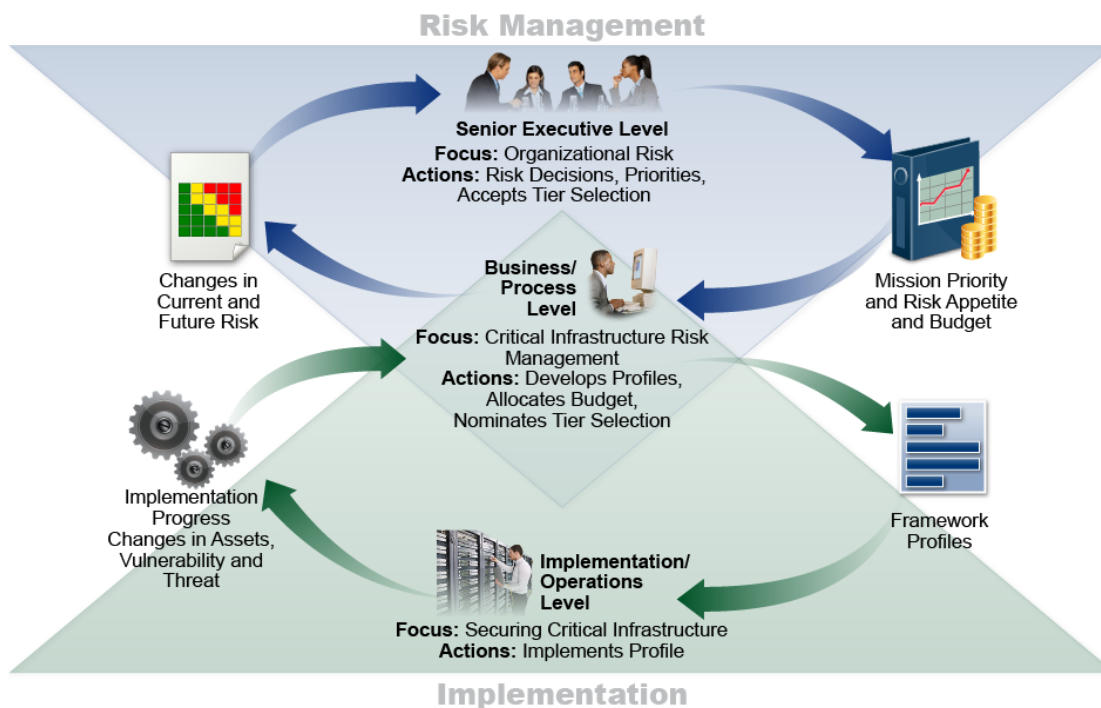 Risk Management
Senior Executive Level
Focus: Organizational Risk
Actions: Risk Decisions, Priorities,
Accepts Tier Selection
Changes in
Current and
Future Risk
Mission Priority
and Risk Appetite
and Budget
Business/
Process
Level
Focus: Critical Infrastructure Risk
Management
Actions: Develops Profiles,
Allocates Budget,
Nominates Tier Selection
Implementation
Progress
Changes in Assets,
Vulnerability and
Threat
Framework
Profiles
Implementation/
Operations
Level
Focus: Securing Critical Infrastructure
Actions: Implements Profile
Implementation